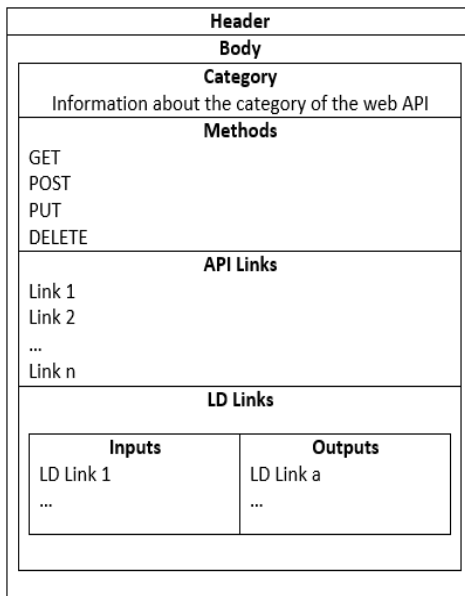 Header
Body
Category
Information about the category of the web API
Methods
GET
POST
PUT
DELETE
API Links
Link 1
Link 2
...
Link n
LD Links
Inputs
LD Link 1
...
Outputs
LD Link a
...